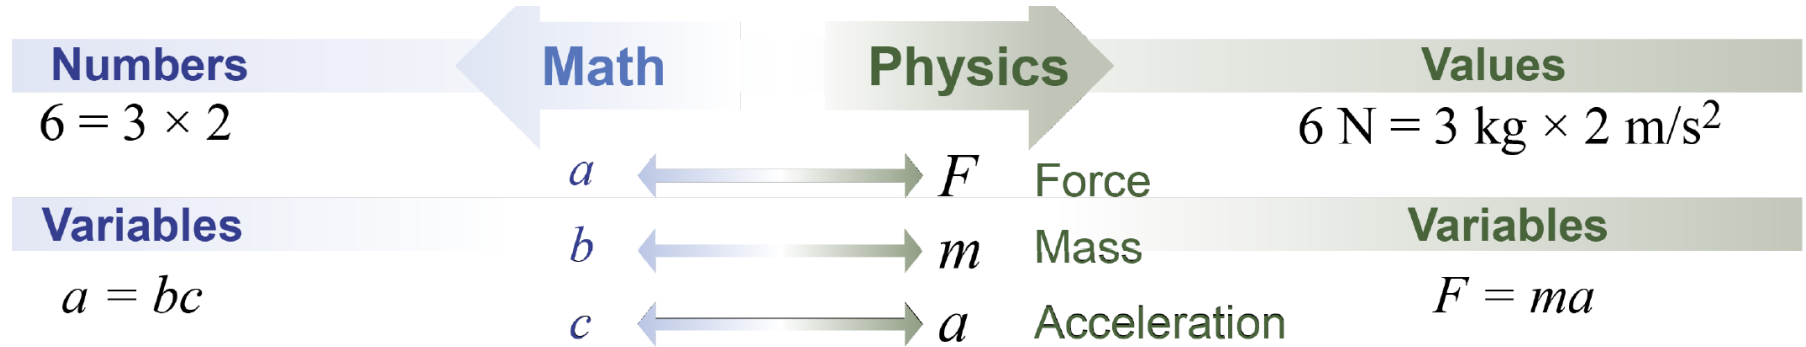 Numbers Math Physics Values
6 = 3 × 2
6 N = 3 kg × 2 m/s²
a F Force
Variables
Variables
b m Mass
a = bc
F = ma
c a Acceleration